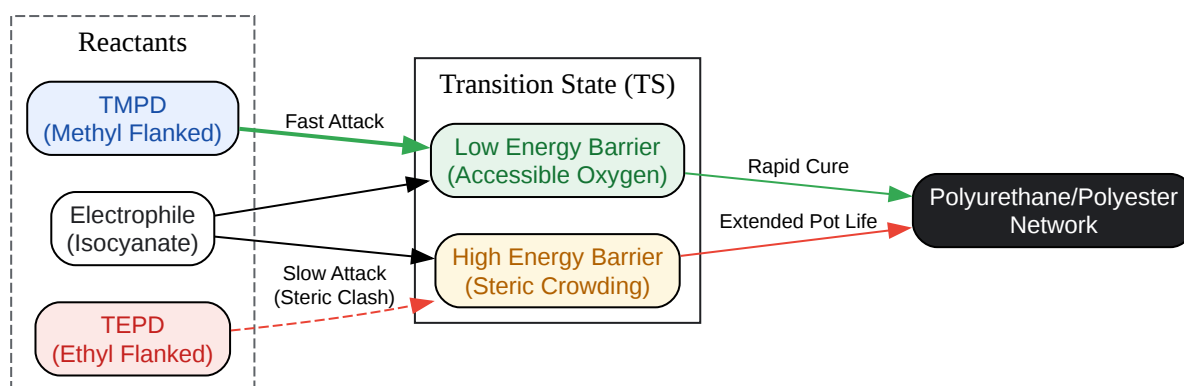 Reactants
TMPD
(Methyl Flanked)
Electrophile
(Isocyanate)
TEPD
(Ethyl Flanked)
Fast Attack
Slow Attack
(Steric Clash)
Transition State (TS)
Low Energy Barrier
(Accessible Oxygen)
High Energy Barrier
(Steric Crowding)
Rapid Cure
Extended Pot Life
Polyurethane/Polyester
Network